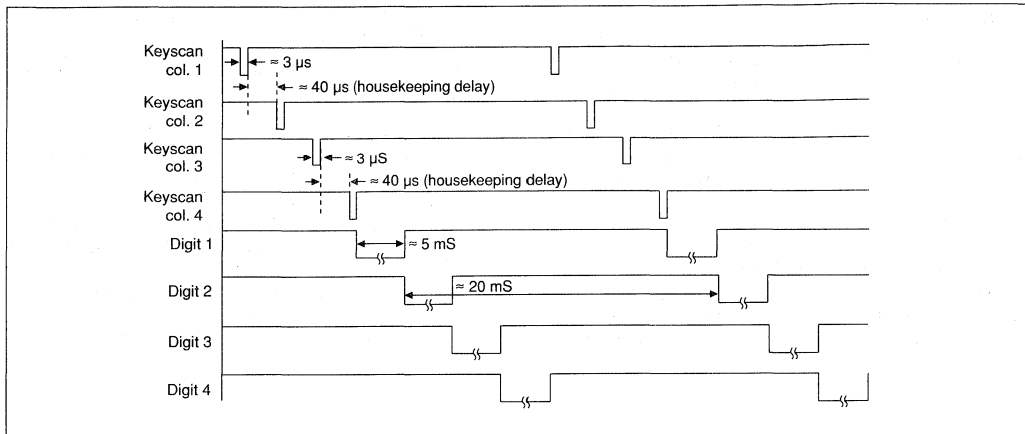 Keyscan
col. 1
≈ 3 µs
≈ 40 µs (housekeeping delay)
Keyscan
col. 2
Keyscan
col. 3
≈ 3 µS
≈ 40 µs (housekeeping delay)
Keyscan
col. 4
Digit 1
≈ 5 mS
Digit 2
≈ 20 mS
Digit 3
Digit 4